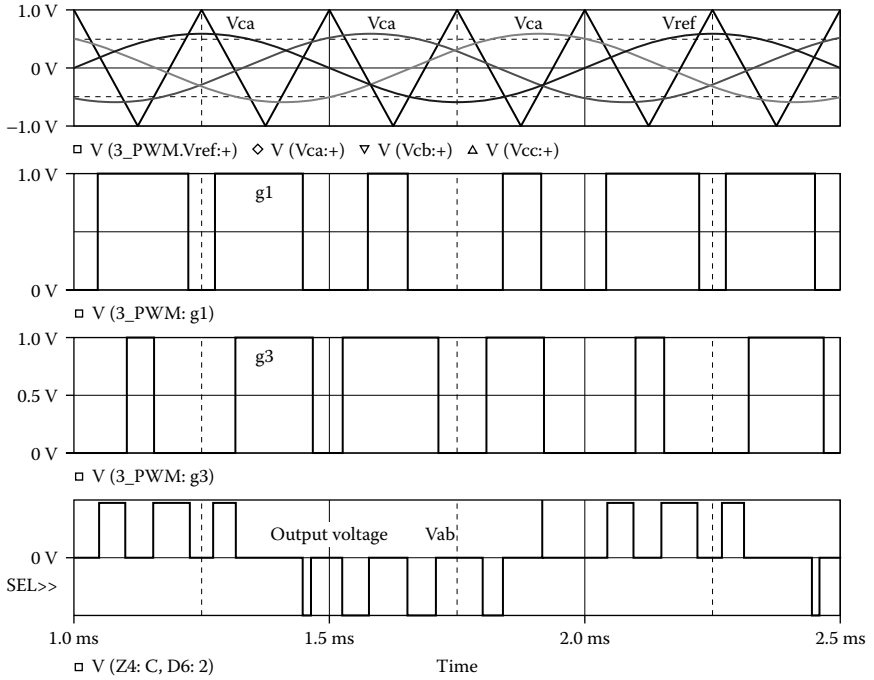 1.0 V
Vca
Vca
Vca
Vref
0 V
−1.0 V
V (3_PWM.Vref:+) V (Vca:+) V (Vcb:+) V (Vcc:+)
1.0 V
g1
0 V
V (3_PWM: g1)
1.0 V
g3
0.5 V
0 V
V (3_PWM: g3)
Output voltage Vab
0 V
SEL>>
1.0 ms 1.5 ms 2.0 ms 2.5 ms
V (Z4: C, D6: 2) Time